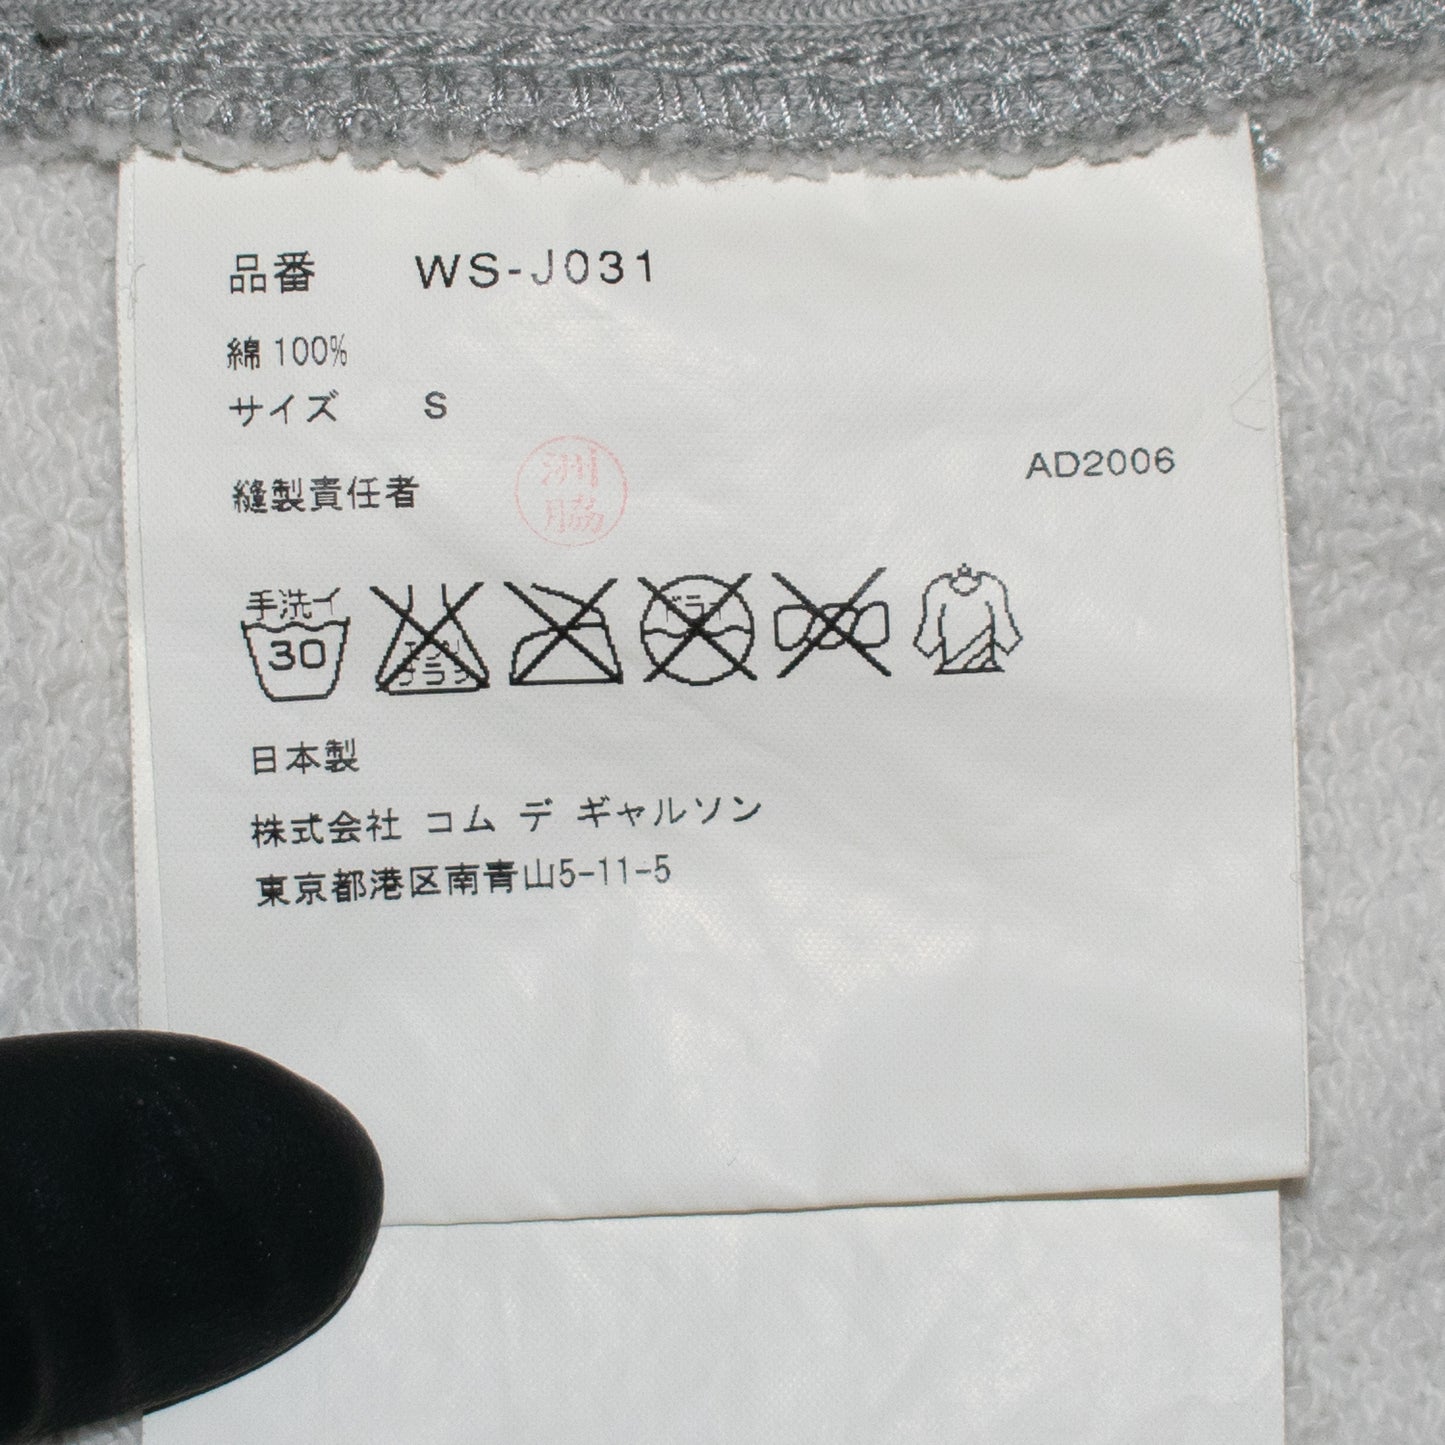 品番 WS-J031
綿 100%
サイズ S
AD2006
縫製責任者
手洗イ
30
日本製
株式会社 コム デ ギャルソン
東京都港区南青山5-11-5